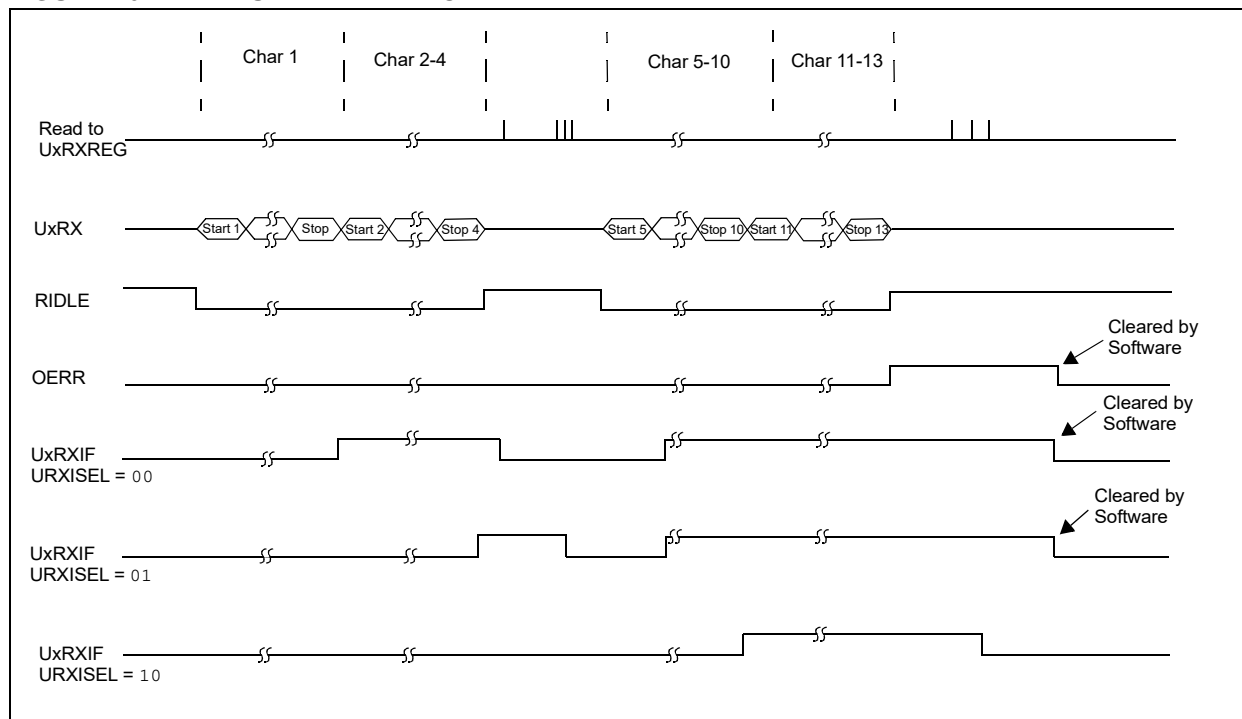 Char 1
Char 2-4
Char 5-10
Char 11-13
Read to
UxRXREG
UxRX
Start 1
Stop
Start 2
Stop 4
Start 5
Stop 10
Start 11
Stop 13
RIDLE
Cleared by
Software
OERR
Cleared by
Software
UxRXIF
URXISEL = 00
Cleared by
Software
UxRXIF
URXISEL = 01
UxRXIF
URXISEL = 10